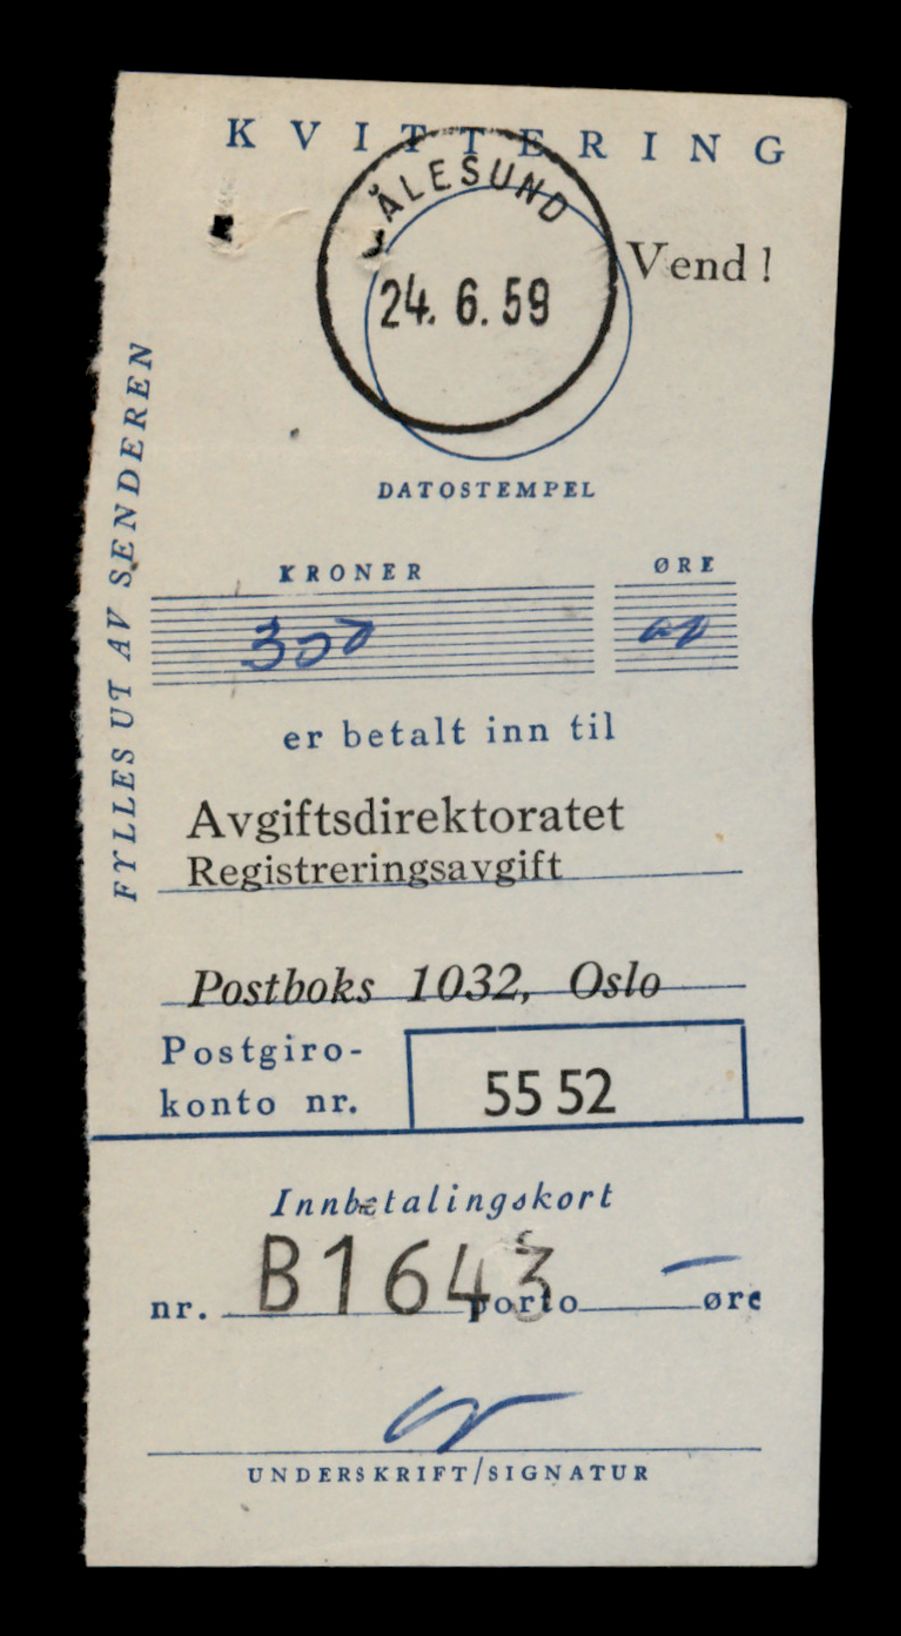 KVITTERING
ÅLESUND
24. 6. 59
Vend!
DATOSTEMPEL
FYLLES UT AV SENDEREN
KRONER ØRE
300
er betalt inn til
Avgiftsdirektoratet
Registreringsavgift
Postboks 1032, Oslo
Postgiro-
konto nr. 55 52
Innbetalingskort
nr. B1643 porto — øre
UNDERSKRIFT/SIGNATUR